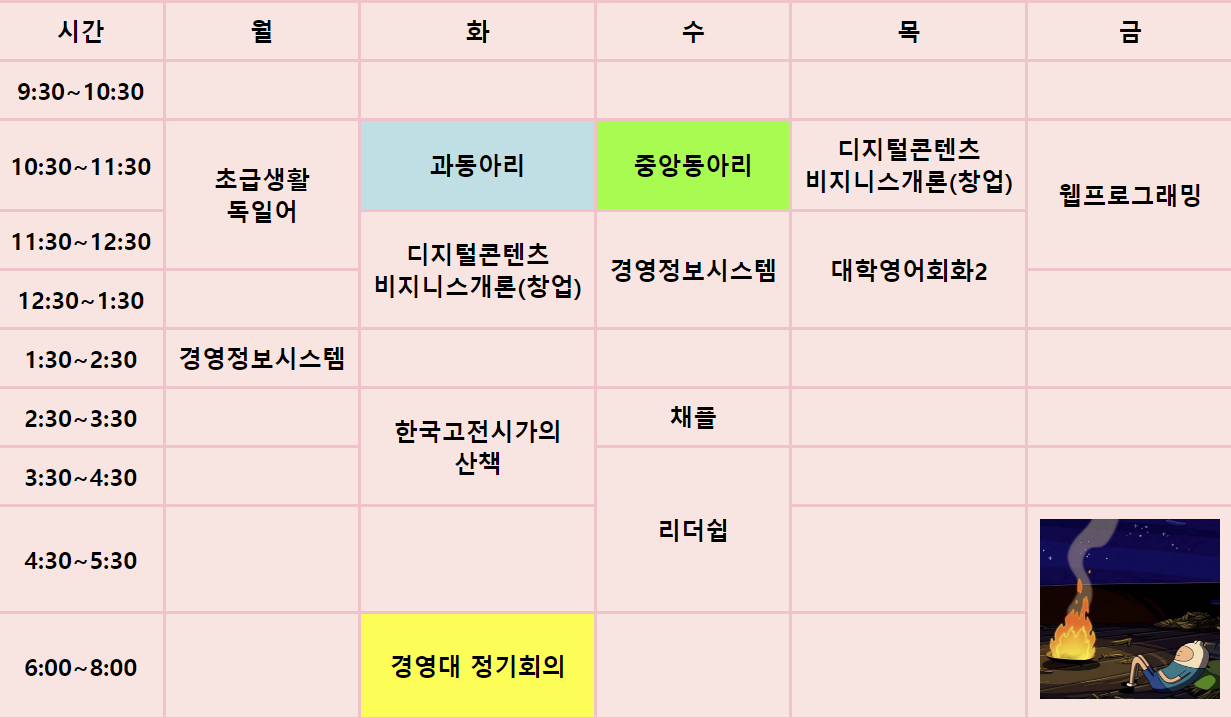 시간 월 화 수 목 금
9:30~10:30
10:30~11:30
초급생활
독일어
과동아리
중앙동아리
디지털콘텐츠
비지니스개론(창업)
웹프로그래밍
11:30~12:30
디지털콘텐츠
비지니스개론(창업)
경영정보시스템
대학영어회화2
12:30~1:30
1:30~2:30
경영정보시스템
2:30~3:30
한국고전시가의
산책
채플
3:30~4:30
리더쉽
4:30~5:30
6:00~8:00
경영대 정기회의